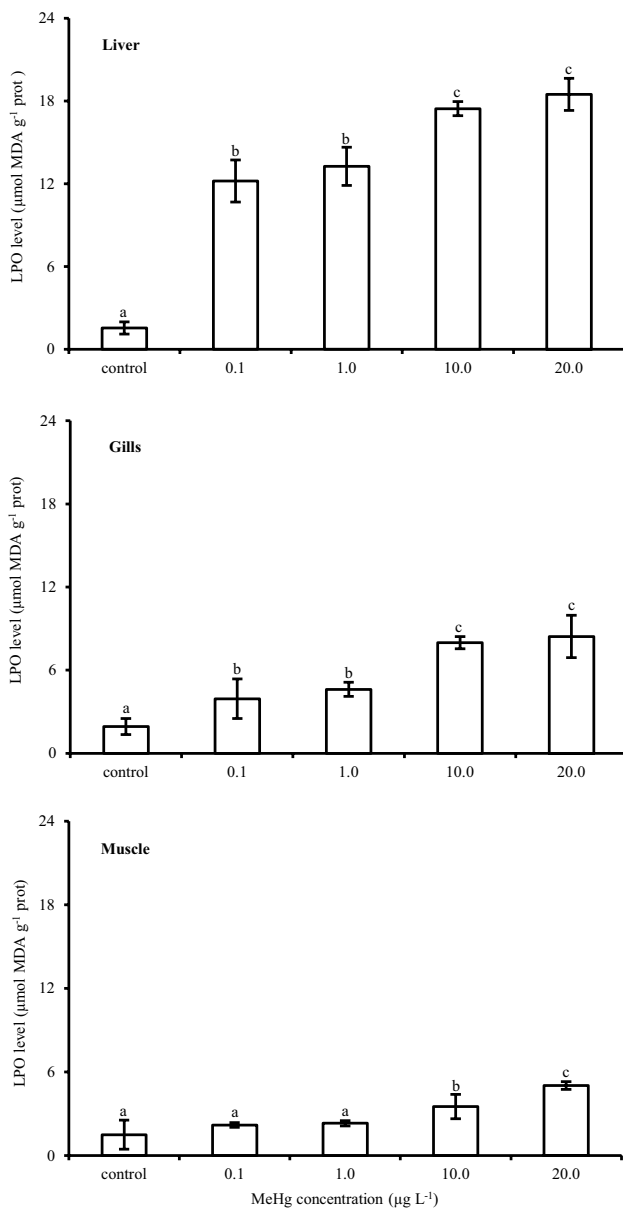 24
Liver
c
c
18
b
b
12
LPO level (µmol MDA g⁻¹ prot )
6
a
0
control 0.1 1.0 10.0 20.0
24
Gills
18
12
LPO level (µmol MDA g⁻¹ prot)
c
c
6
b
b
a
0
control 0.1 1.0 10.0 20.0
24
Muscle
18
12
LPO level (µmol MDA g⁻¹ prot)
6
c
b
a a a
0
control 0.1 1.0 10.0 20.0
MeHg concentration (µg L⁻¹)